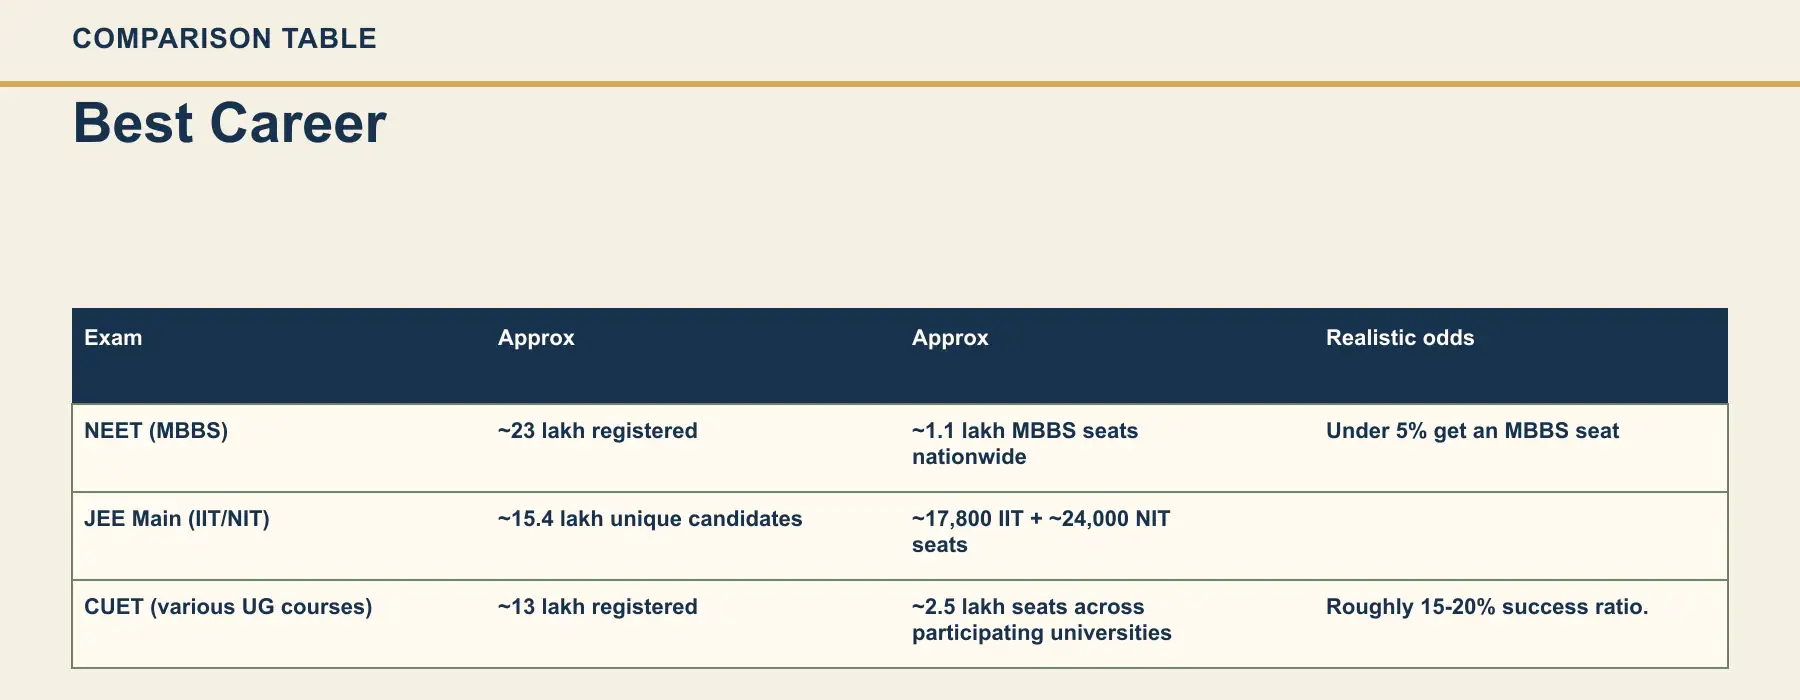 COMPARISON TABLE
Best Career
Exam
Approx
Approx
Realistic odds
NEET (MBBS)
~23 lakh registered
~1.1 lakh MBBS seats
nationwide
Under 5% get an MBBS seat
JEE Main (IIT/NIT)
~15.4 lakh unique candidates
~17,800 IIT + ~24,000 NIT
seats
CUET (various UG courses)
~13 lakh registered
~2.5 lakh seats across
participating universities
Roughly 15-20% success ratio.